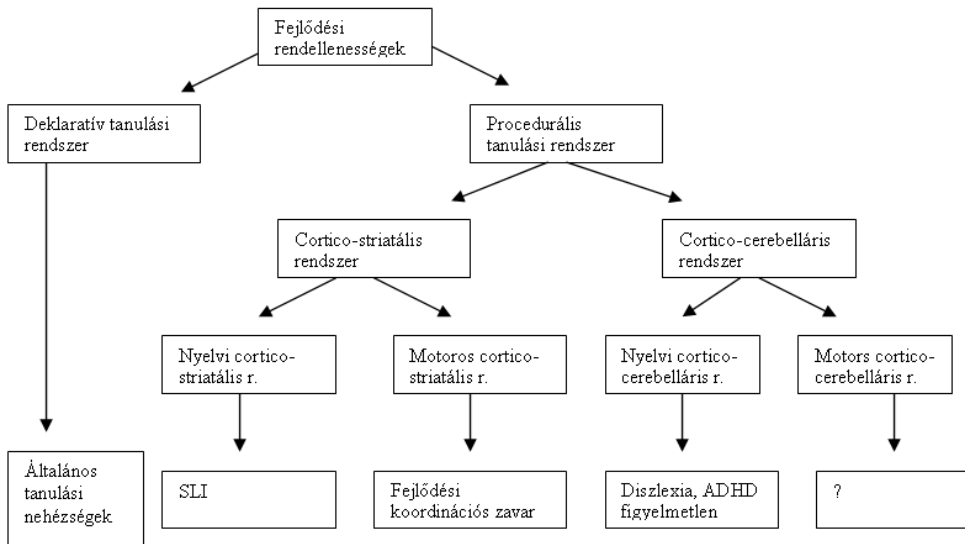 Fejlődési
rendellenességek
Deklaratív tanulási
rendszer
Procedurális
tanulási rendszer
Cortico-striatális
rendszer
Cortico-cerebelláris
rendszer
Nyelvi cortico-
striatális r.
Motoros cortico-
striatális r.
Nyelvi cortico-
cerebelláris r.
Motors cortico-
cerebelláris r.
Általános
tanulási
nehézségek
SLI
Fejlődési
koordinációs zavar
Diszlexia, ADHD
figyelmetlen
?